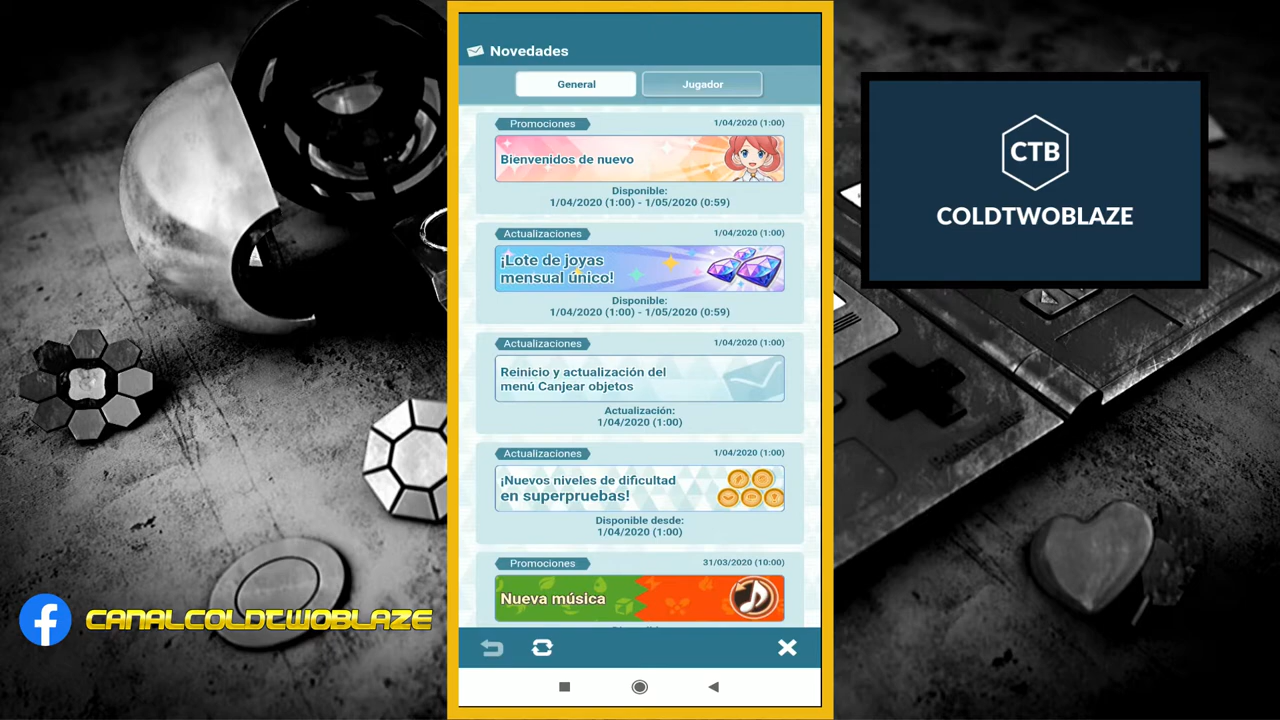 Novedades
General
Jugador
Promociones
1/04/2020 (1:00)
Bienvenidos de nuevo
Disponible:
1/04/2020 (1:00) - 1/05/2020 (0:59)
Actualizaciones
1/04/2020 (1:00)
¡Lote de joyas
mensual único!
Disponible:
1/04/2020 (1:00) - 1/05/2020 (0:59)
Actualizaciones
1/04/2020 (1:00)
Reinicio y actualización del
menú Canjear objetos
Actualización:
1/04/2020 (1:00)
Actualizaciones
1/04/2020 (1:00)
¡Nuevos niveles de dificultad
en superpruebas!
Disponible desde:
1/04/2020 (1:00)
Promociones
31/03/2020 (10:00)
Nueva música
CTB
COLDTWOBLAZE
CANALCOLDTWOBLAZE